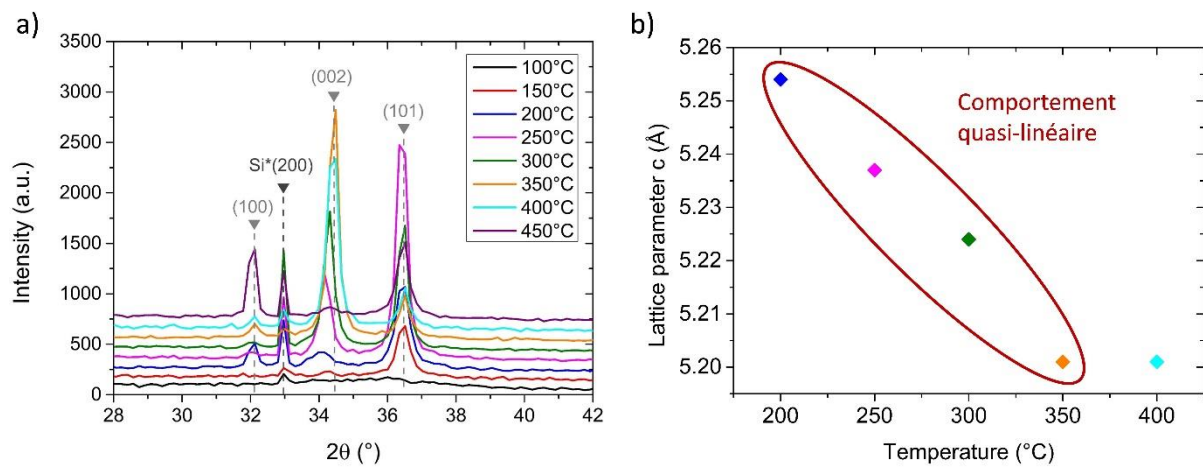 a)
3500
3000
2500
2000
1500
1000
500
0
Intensity (a.u.)
28 30 32 34 36 38 40 42
2θ (°)
(100)
Si*(200)
(002)
(101)
100°C
150°C
200°C
250°C
300°C
350°C
400°C
450°C
b)
5.26
5.25
5.24
5.23
5.22
5.21
5.20
Lattice parameter c (Å)
200 250 300 350 400
Temperature (°C)
Comportement
quasi-linéaire